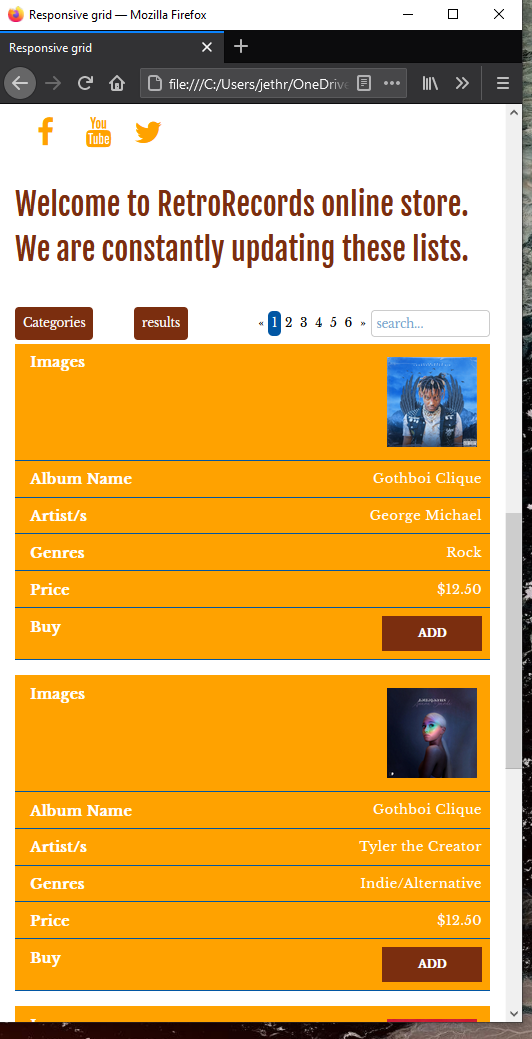 Responsive grid — Mozilla Firefox
Responsive grid
file:///C:/Users/jethr/OneDrive
You
Tube
Welcome to RetroRecords online store.
We are constantly updating these lists.
Categories results « 1 2 3 4 5 6 » search...
Images
Album Name Gothboi Clique
Artist/s George Michael
Genres Rock
Price $12.50
Buy ADD
Images
Album Name Gothboi Clique
Artist/s Tyler the Creator
Genres Indie/Alternative
Price $12.50
Buy ADD